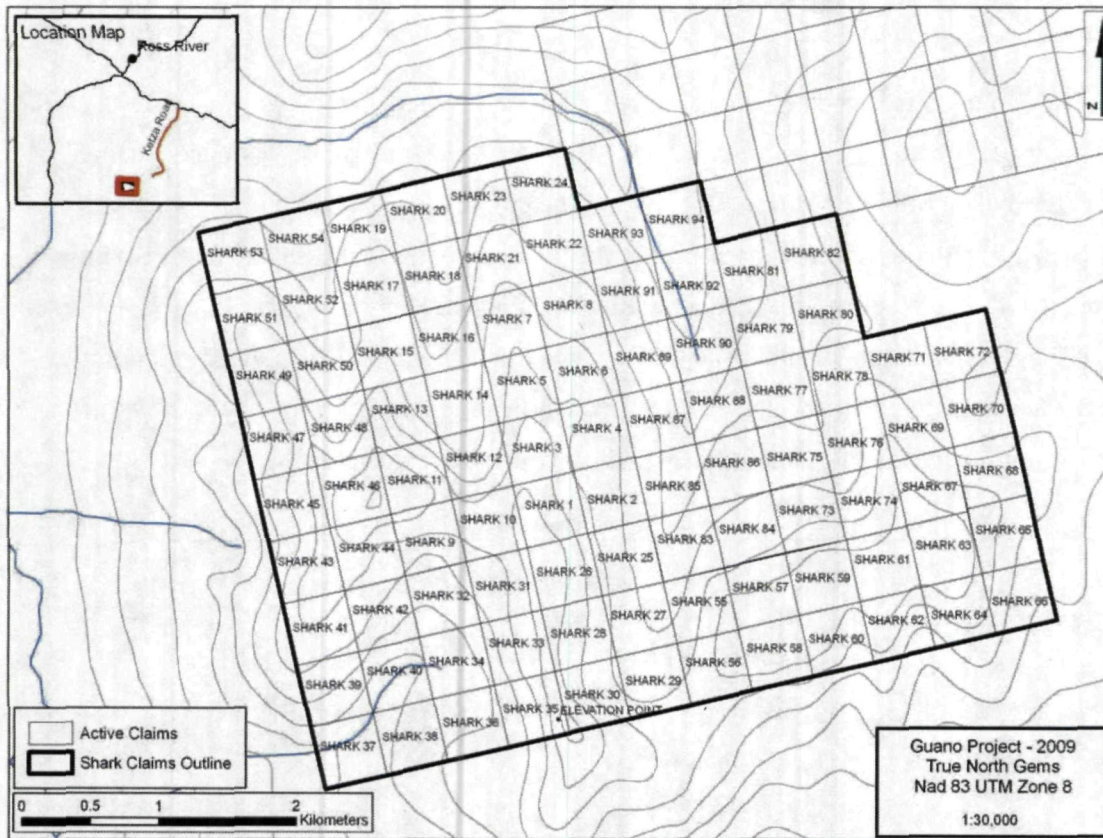 Location Map
Ross River
Ketza Road
N
SHARK 24
SHARK 23
SHARK 20
SHARK 19
SHARK 54
SHARK 53
SHARK 94
SHARK 93
SHARK 22
SHARK 21
SHARK 18
SHARK 17
SHARK 52
SHARK 51
SHARK 82
SHARK 81
SHARK 92
SHARK 91
SHARK 8
SHARK 7
SHARK 16
SHARK 15
SHARK 50
SHARK 49
SHARK 80
SHARK 79
SHARK 90
SHARK 89
SHARK 6
SHARK 5
SHARK 14
SHARK 13
SHARK 48
SHARK 47
SHARK 72
SHARK 71
SHARK 78
SHARK 77
SHARK 88
SHARK 87
SHARK 4
SHARK 3
SHARK 12
SHARK 11
SHARK 46
SHARK 45
SHARK 70
SHARK 69
SHARK 76
SHARK 75
SHARK 86
SHARK 85
SHARK 2
SHARK 1
SHARK 10
SHARK 9
SHARK 44
SHARK 43
SHARK 68
SHARK 67
SHARK 74
SHARK 73
SHARK 84
SHARK 83
SHARK 25
SHARK 26
SHARK 31
SHARK 32
SHARK 42
SHARK 41
SHARK 65
SHARK 63
SHARK 61
SHARK 59
SHARK 57
SHARK 55
SHARK 27
SHARK 28
SHARK 33
SHARK 34
SHARK 40
SHARK 39
SHARK 66
SHARK 64
SHARK 62
SHARK 60
SHARK 58
SHARK 56
SHARK 29
SHARK 30
SHARK 35
SHARK 36
SHARK 38
SHARK 37
ELEVATION POINT
Active Claims
Shark Claims Outline
0 0.5 1 2
Kilometers
Guano Project - 2009
True North Gems
Nad 83 UTM Zone 8
1:30,000